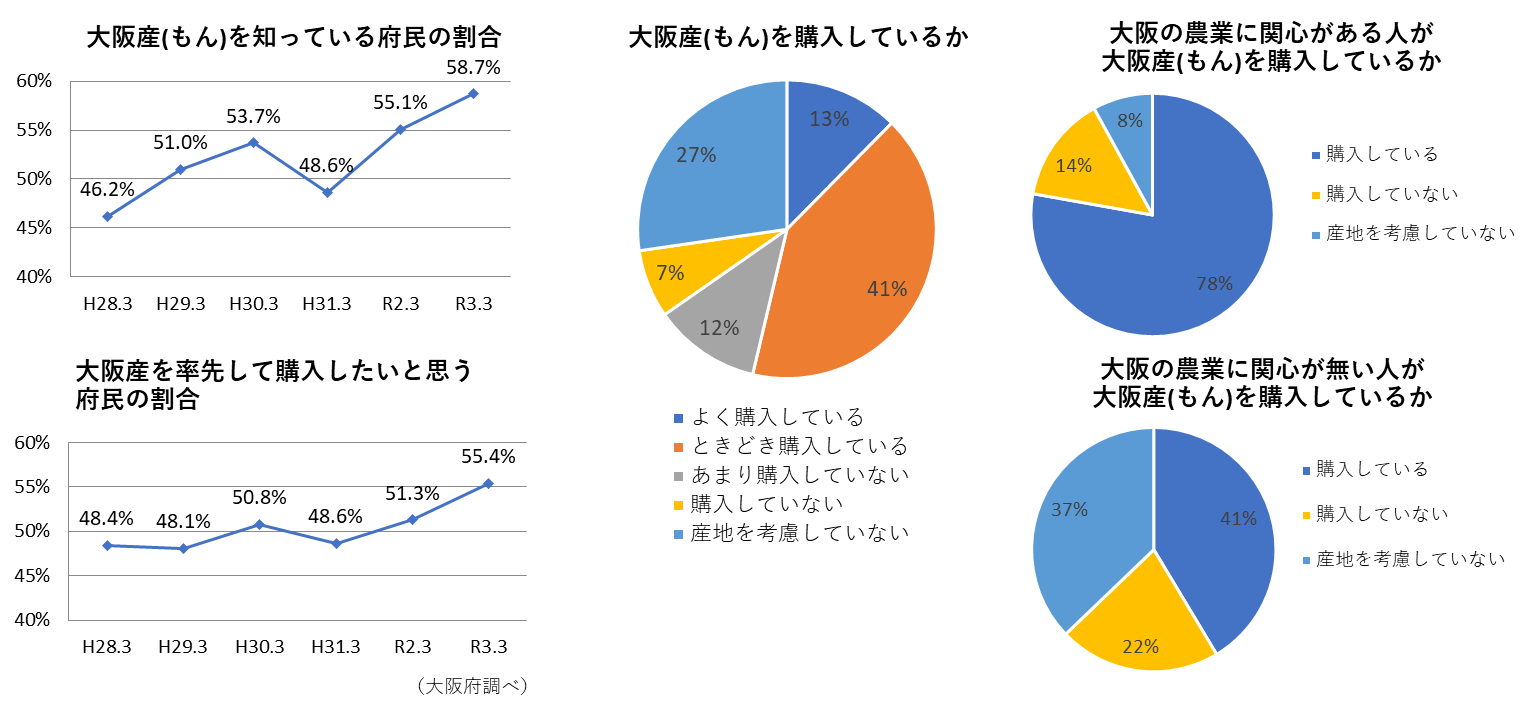 大阪産(もん)を知っている府民の割合
60%
55%
50%
45%
40%
46.2%
51.0%
53.7%
48.6%
55.1%
58.7%
H28.3
H29.3
H30.3
H31.3
R2.3
R3.3
大阪産を率先して購入したいと思う
府民の割合
60%
55%
50%
45%
40%
48.4%
48.1%
50.8%
48.6%
51.3%
55.4%
H28.3
H29.3
H30.3
H31.3
R2.3
R3.3
（大阪府調べ）
大阪産(もん)を購入しているか
13%
41%
12%
7%
27%
よく購入している
ときどき購入している
あまり購入していない
購入していない
産地を考慮していない
大阪の農業に関心がある人が
大阪産(もん)を購入しているか
78%
14%
8%
購入している
購入していない
産地を考慮していない
大阪の農業に関心が無い人が
大阪産(もん)を購入しているか
41%
22%
37%
購入している
購入していない
産地を考慮していない